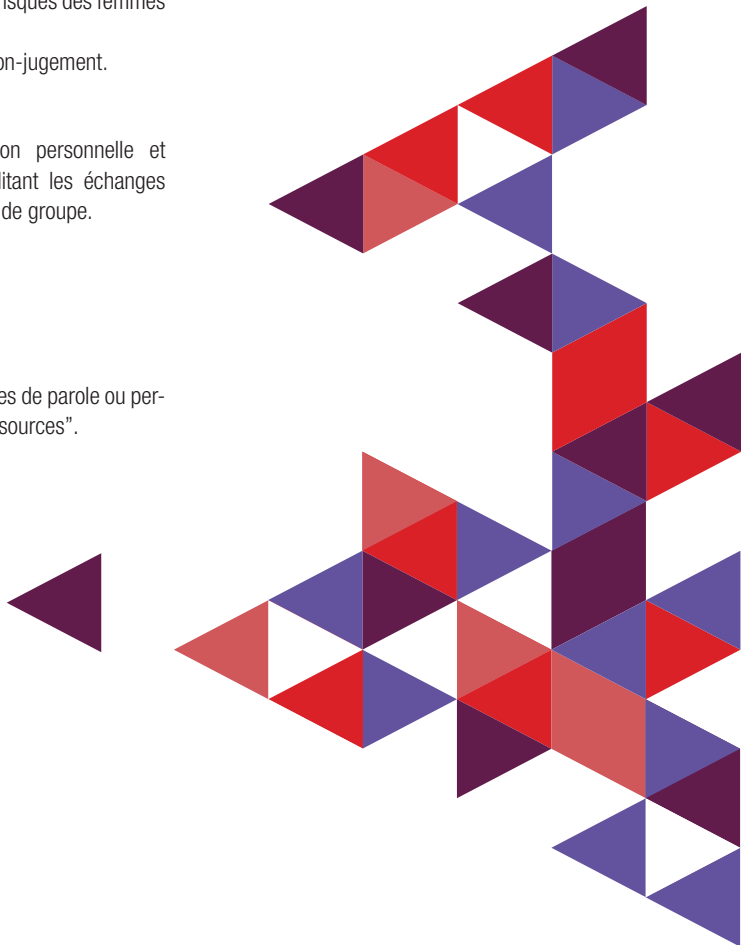 isques des femmes
on-jugement.
on personnelle et
litant les échanges
de groupe.
es de parole ou per-
sources”.